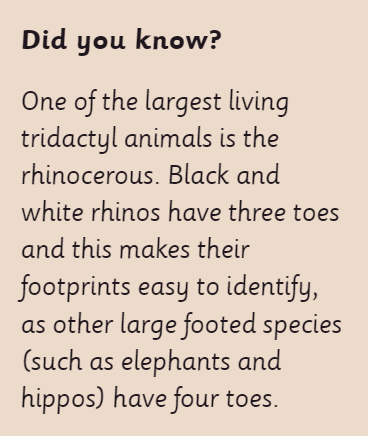 Did you know?
One of the largest living
tridactyl animals is the
rhinocerous. Black and
white rhinos have three toes
and this makes their
footprints easy to identify,
as other large footed species
(such as elephants and
hippos) have four toes.